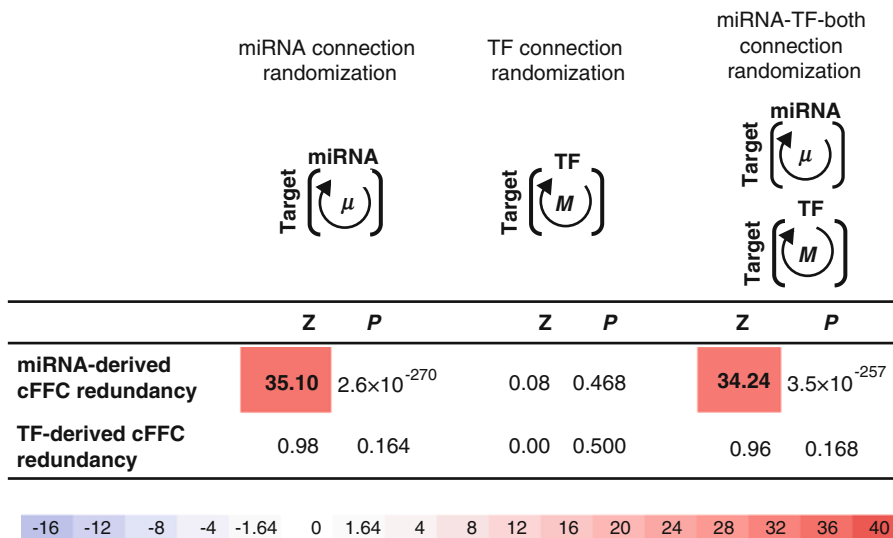 miRNA connection randomization
TF connection randomization
miRNA-TF-both connection randomization
miRNA
Target
μ
TF
Target
M
miRNA
Target
μ
TF
Target
M
Z P Z P Z P
miRNA-derived cFFC redundancy 35.10 2.6×10^-270 0.08 0.468 34.24 3.5×10^-257
TF-derived cFFC redundancy 0.98 0.164 0.00 0.500 0.96 0.168
-16 -12 -8 -4 -1.64 0 1.64 4 8 12 16 20 24 28 32 36 40